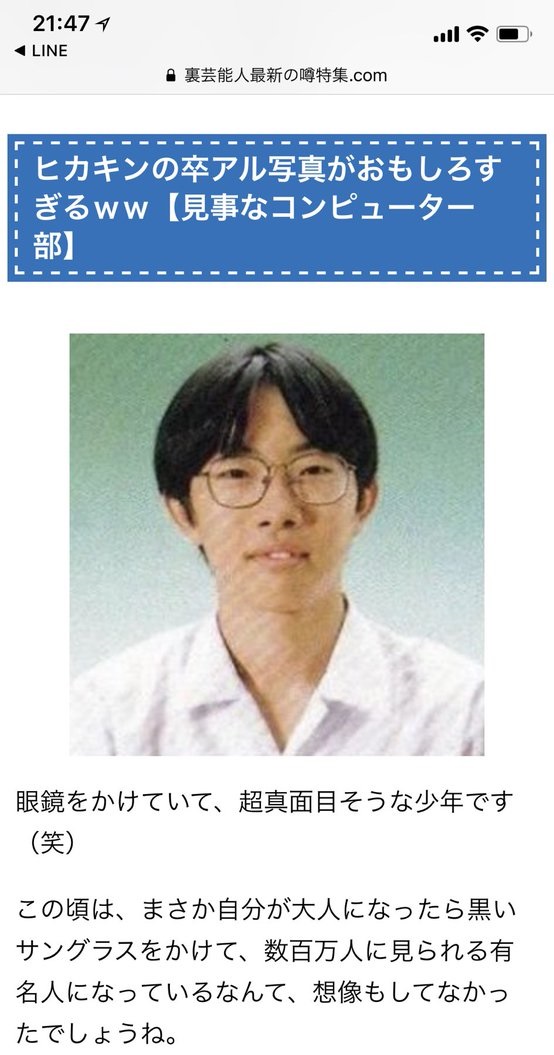 21:47
◀ LINE
裏芸能人最新の噂特集.com
ヒカキンの卒アル写真がおもしろす
ぎるｗｗ【見事なコンピューター
部】
眼鏡をかけていて、超真面目そうな少年です
（笑）
この頃は、まさか自分が大人になったら黒い
サングラスをかけて、数百万人に見られる有
名人になっているなんて、想像もしてなかっ
たでしょうね。